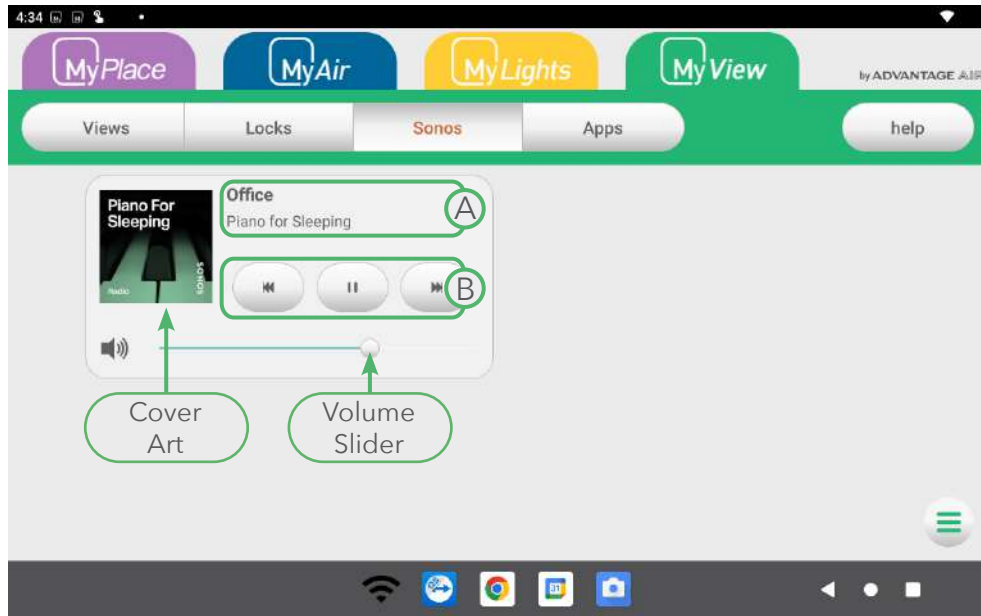 4:34
MyPlace
MyAir
MyLights
MyView
by ADVANTAGE AIR
Views
Locks
Sonos
Apps
help
Piano For
Sleeping
SONOS
Radio
Office
Piano for Sleeping
A
B
Cover
Art
Volume
Slider
31